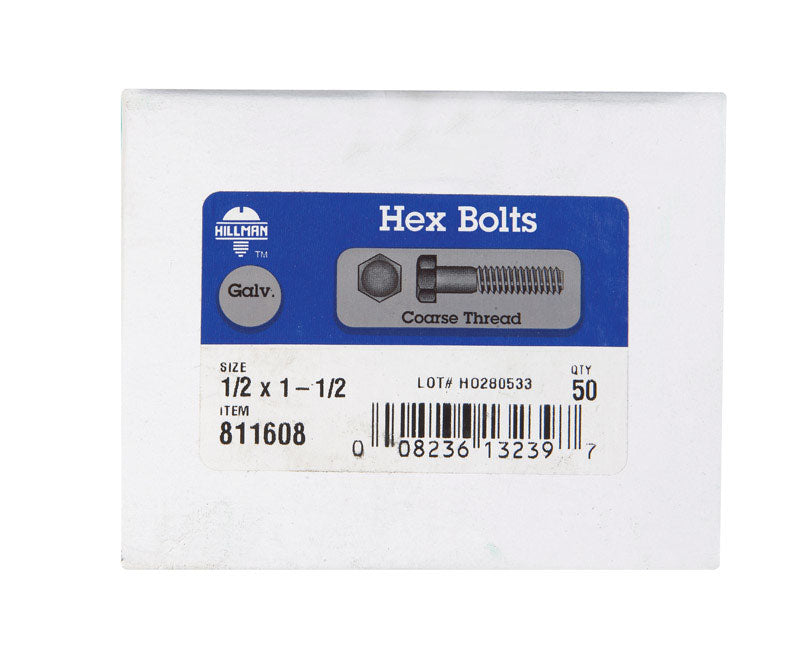 Hex Bolts
HILLMAN
TM
Galv.
Coarse Thread
SIZE
1/2 x 1-1/2
LOT# H0280533
QTY
50
ITEM
811608
0 08236 13239 7